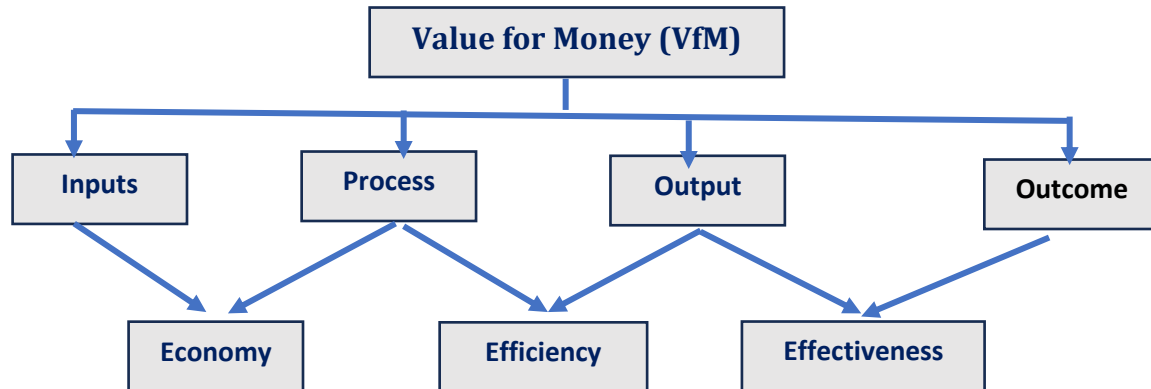 Value for Money (VfM)
Inputs
Process
Output
Outcome
Economy
Efficiency
Effectiveness